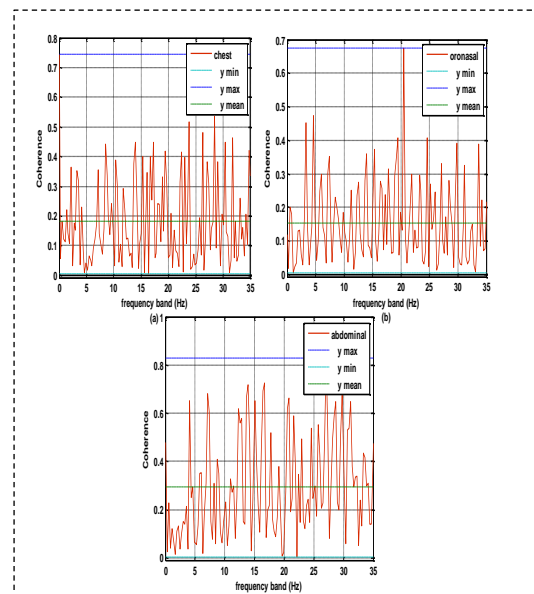 0.8
0.7
0.6
0.5
0.4
0.3
0.2
0.1
0
0 5 10 15 20 25 30 35
Coherence
frequency band (Hz)
(a)
chest
y min
y max
y mean
0.7
0.6
0.5
0.4
0.3
0.2
0.1
0
0 5 10 15 20 25 30 35
Coherence
frequency band (Hz)
(b)
oronasal
y min
y max
y mean
1
0.8
0.6
0.4
0.2
0
0 5 10 15 20 25 30 35
Coherence
frequency band (Hz)
abdominal
y max
y min
y mean